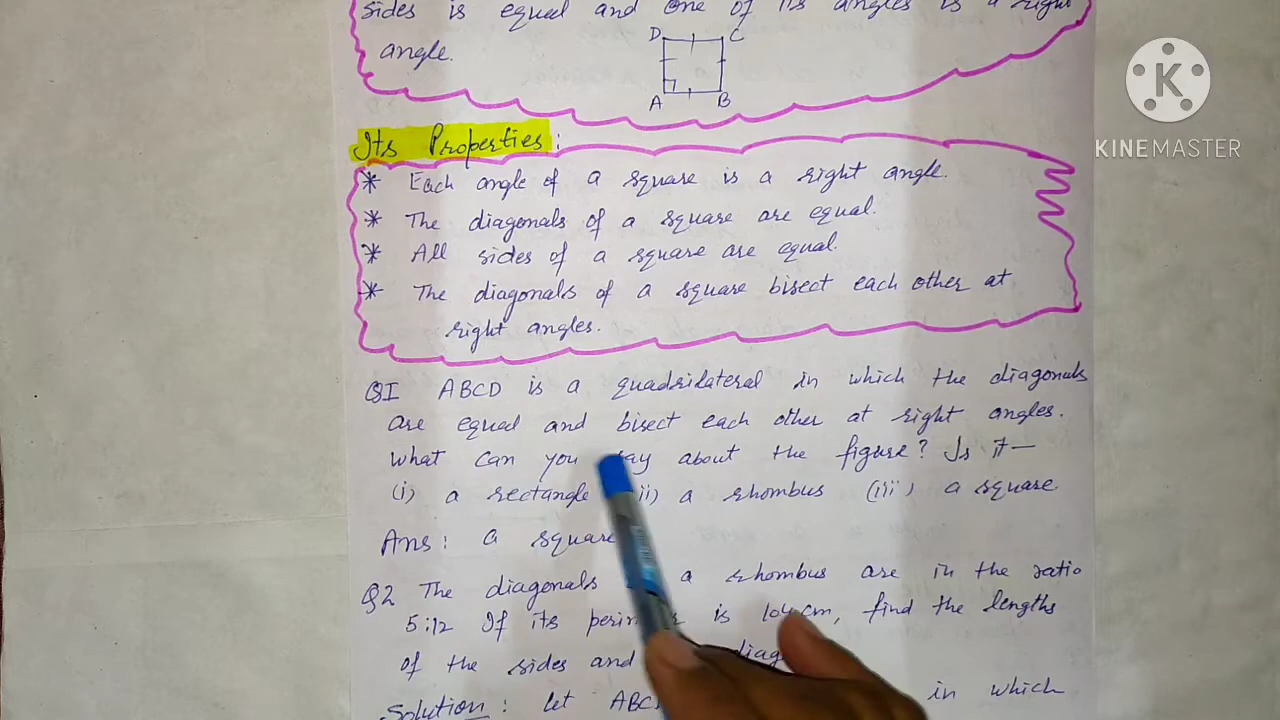 sides is equal and one of its angles is a right
angle.
D C
A B
K
KINEMASTER
Its Properties:
* Each angle of a square is a right angle.
* The diagonals of a square are equal.
* All sides of a square are equal.
* The diagonals of a square bisect each other at
right angles.
Q1 ABCD is a quadrilateral in which the diagonals
are equal and bisect each other at right angles.
What can you say about the figure? Is it—
(i) a rectangle ii) a rhombus (iii) a square
Ans: a square
Q2 The diagonals a rhombus are in the ratio
5:12 If its is 104 cm, find the lengths
of the sides and
Solution: let in which